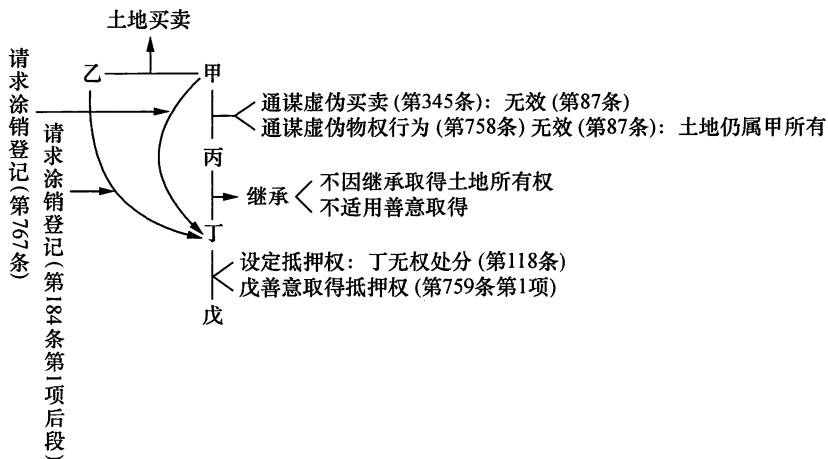 土地买卖
乙
甲
请求涂销登记(第767条)
请求涂销登记(第184条第1项后段)
通谋虚伪买卖(第345条)：无效(第87条)
通谋虚伪物权行为(第758条)无效(第87条)：土地仍属甲所有
丙
继承
不因继承取得土地所有权
不适用善意取得
丁
设定抵押权：丁无权处分(第118条)
戊善意取得抵押权(第759条第1项)
戊